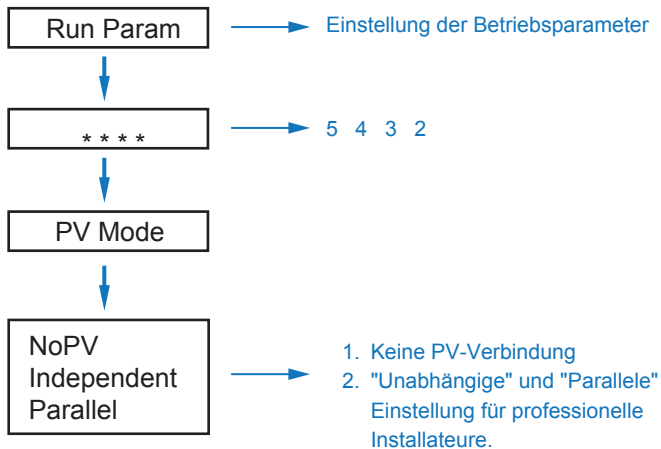 Run Param
Einstellung der Betriebsparameter
* * * *
5 4 3 2
PV Mode
NoPV
Independent
Parallel
1. Keine PV-Verbindung
2. "Unabhängige" und "Parallele"
Einstellung für professionelle
Installateure.